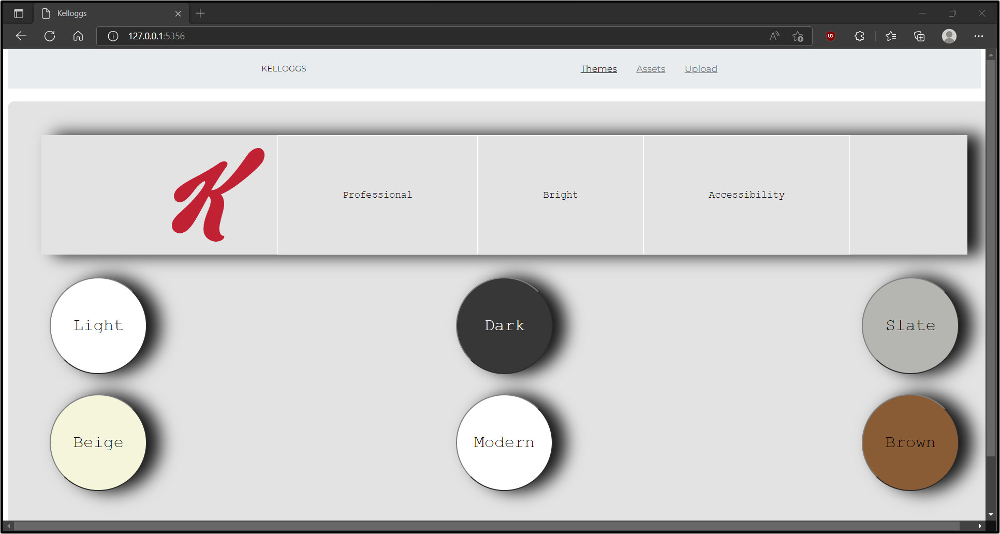 Kelloggs
127.0.0.1:5356
KELLOGGS Themes Assets Upload
K
Professional Bright Accessibility
Light Dark Slate
Beige Modern Brown